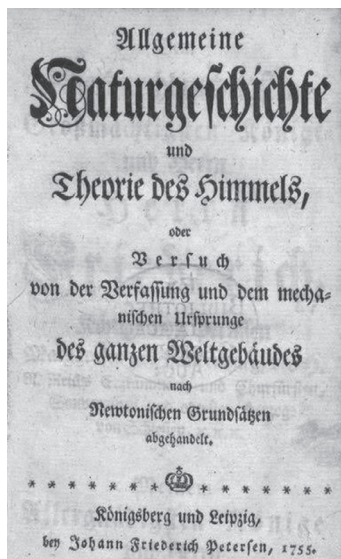 Allgemeine
Naturgeschichte
und
Theorie des Himmels,
oder
Versuch
von der Verfassung und dem mecha-
nischen Ursprunge
des ganzen Weltgebäudes
nach
Newtonischen Grundsätzen
abgehandelt.
Königsberg und Leipzig,
bey Johann Friederich Petersen, 1755.